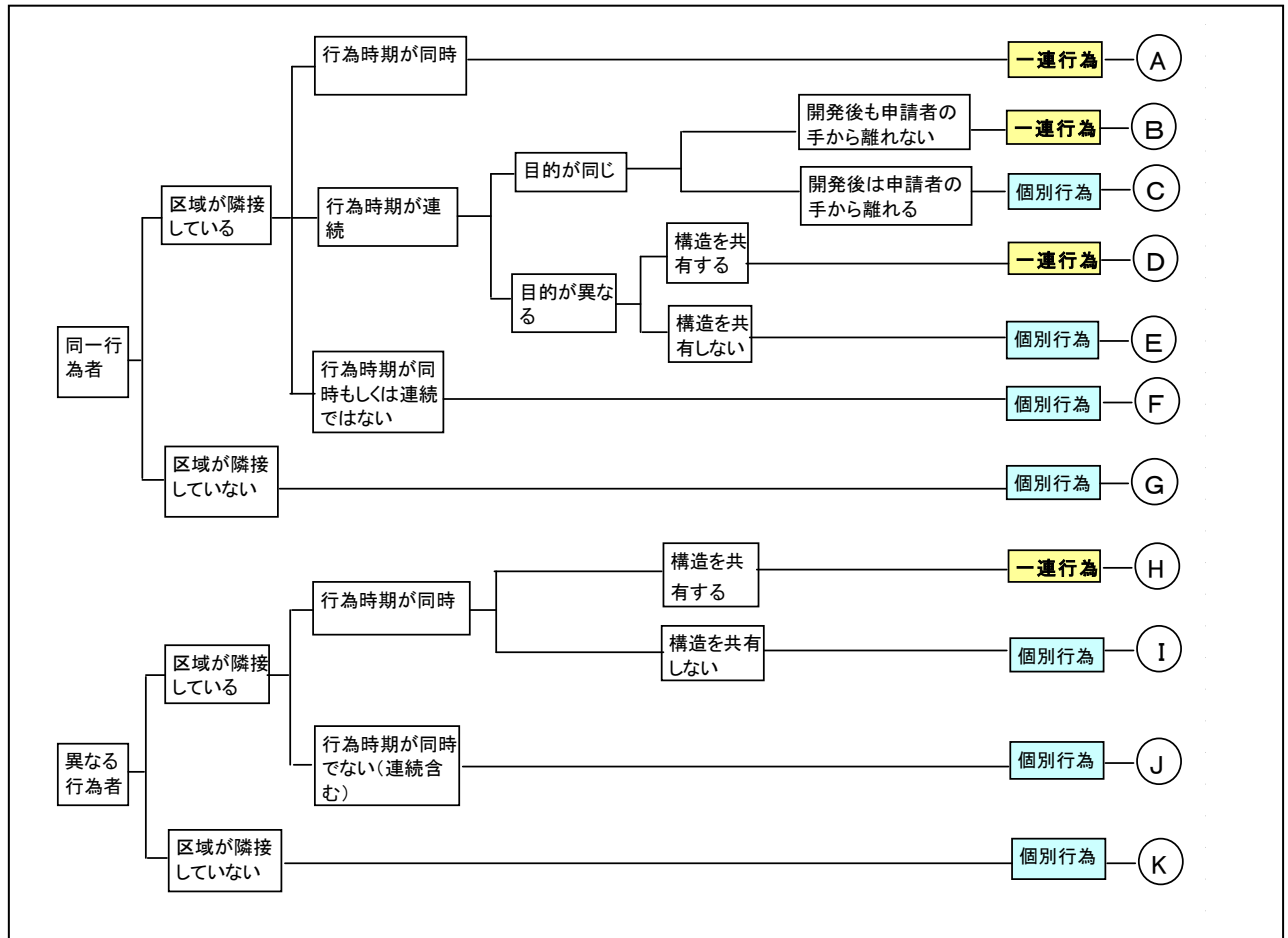 行為時期が同時
一連行為
A
開発後も申請者の
手から離れない
一連行為
B
目的が同じ
開発後は申請者の
手から離れる
個別行為
C
区域が隣接
している
行為時期が連
続
構造を共
有する
一連行為
D
目的が異な
る
構造を共
有しない
個別行為
E
同一行
為者
行為時期が同
時もしくは連続
ではない
個別行為
F
区域が隣接
していない
個別行為
G
構造を共
有する
一連行為
H
行為時期が同時
構造を共有
しない
個別行為
I
区域が隣接
している
行為時期が同時
でない（連続含
む）
個別行為
J
異なる
行為者
区域が隣接
していない
個別行為
K